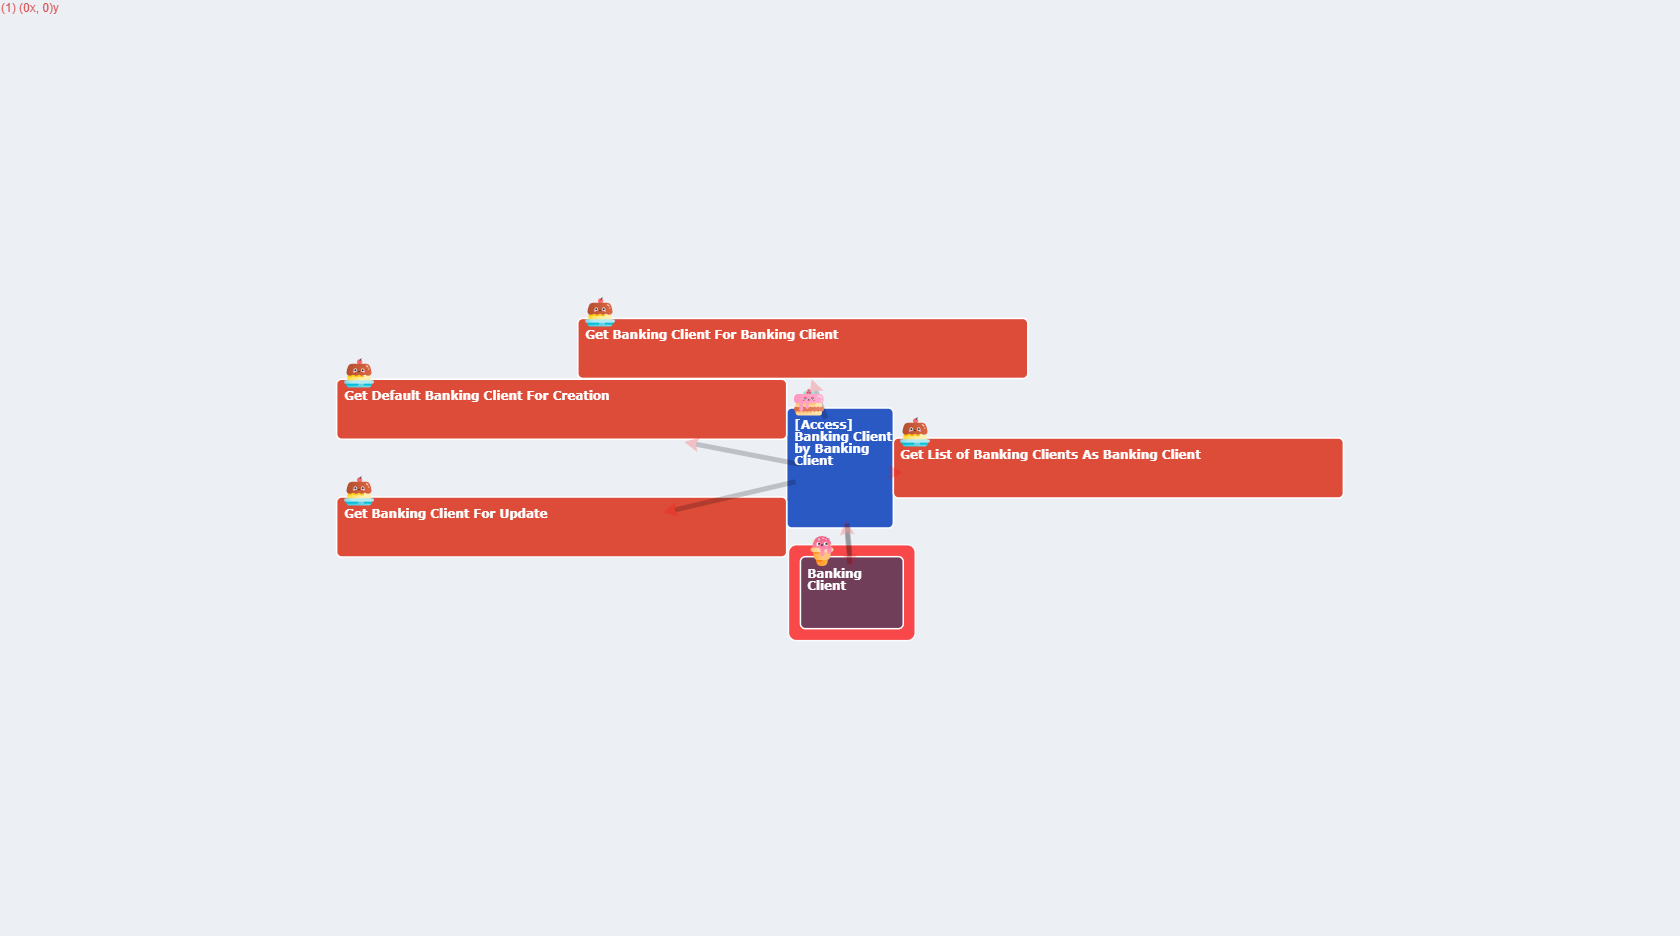 (1) (0x, 0)y
Get Banking Client For Banking Client
Get Default Banking Client For Creation
[Access]
Banking Client
by Banking
Client
Get List of Banking Clients As Banking Client
Get Banking Client For Update
Banking
Client